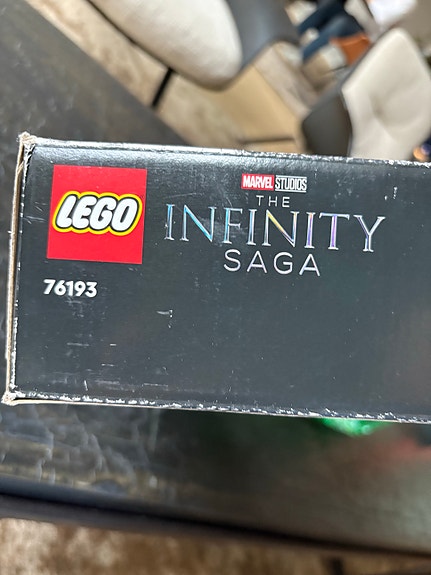 LEGO
76193
MARVEL STUDIOS
THE
INFINITY
SAGA